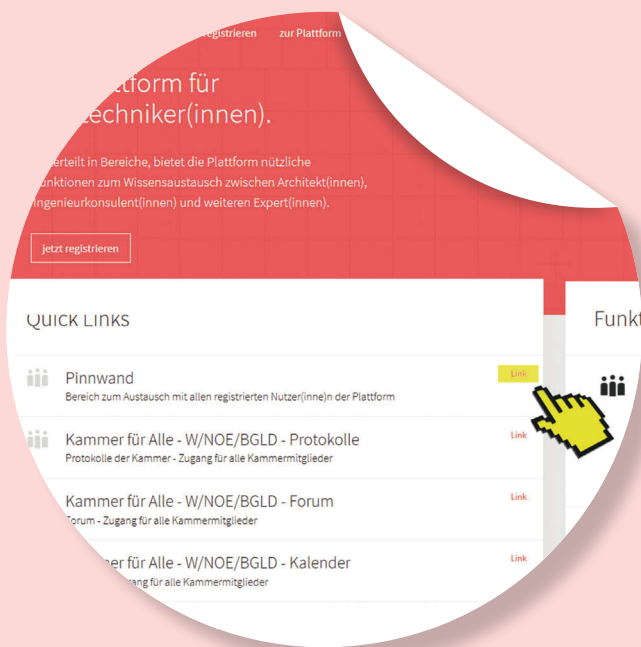 registrieren zur Plattform
für
techniker(innen).
erteilt in Bereiche, bietet die Plattform nützliche
unktionen zum Wissensaustausch zwischen Architekt(innen),
Ingenieurkonsulent(innen) und weiteren Expert(innen).
jetzt registrieren
QUICK LINKS
Funkt
Pinnwand
Link
Bereich zum Austausch mit allen registrierten Nutzer(inne)n der Plattform
Kammer für Alle - W/NOE/BGLD - Protokolle
Link
Protokolle der Kammer - Zugang für alle Kammermitglieder
Kammer für Alle - W/NOE/BGLD - Forum
Link
Forum - Zugang für alle Kammermitglieder
er für Alle - W/NOE/BGLD - Kalender
Link
ang für alle Kammermitglieder